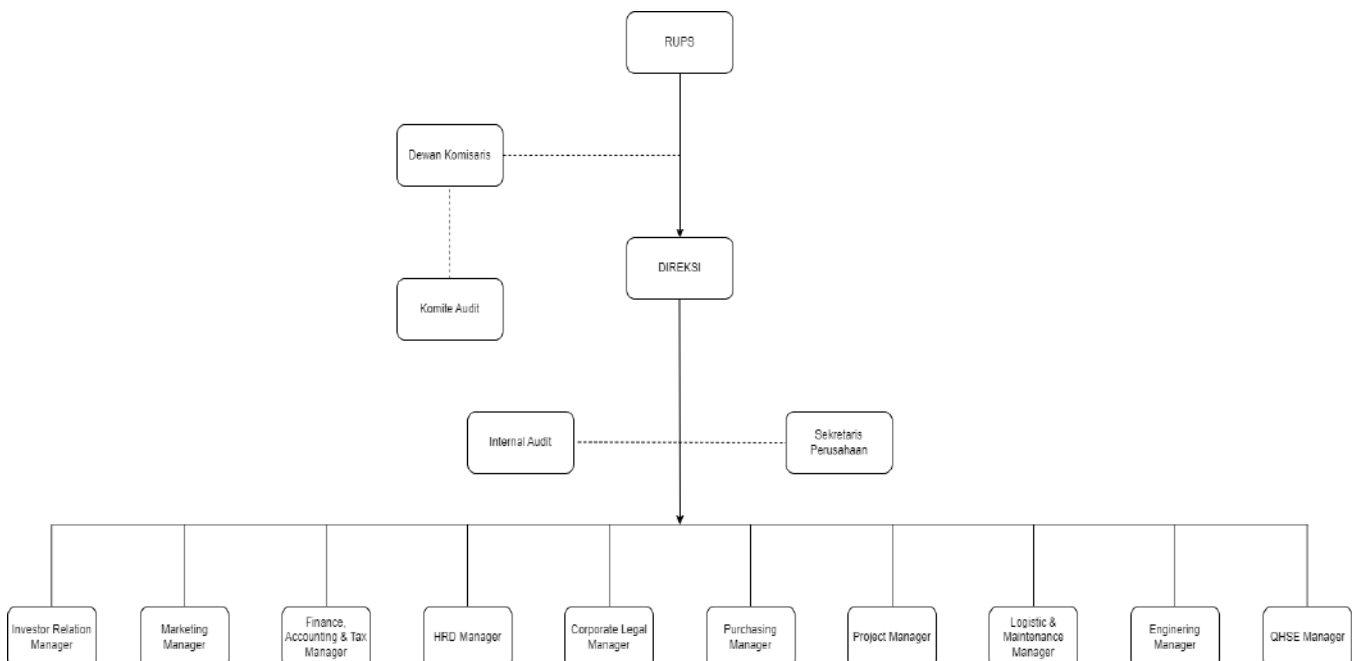 RUPS
Dewan Komisaris
DIREKSI
Komite Audit
Internal Audit
Sekretaris
Perusahaan
Investor Relation
Manager
Marketing
Manager
Finance,
Accounting & Tax
Manager
HRD Manager
Corporate Legal
Manager
Purchasing
Manager
Project Manager
Logistic &
Maintenance
Manager
Enginering
Manager
QHSE Manager